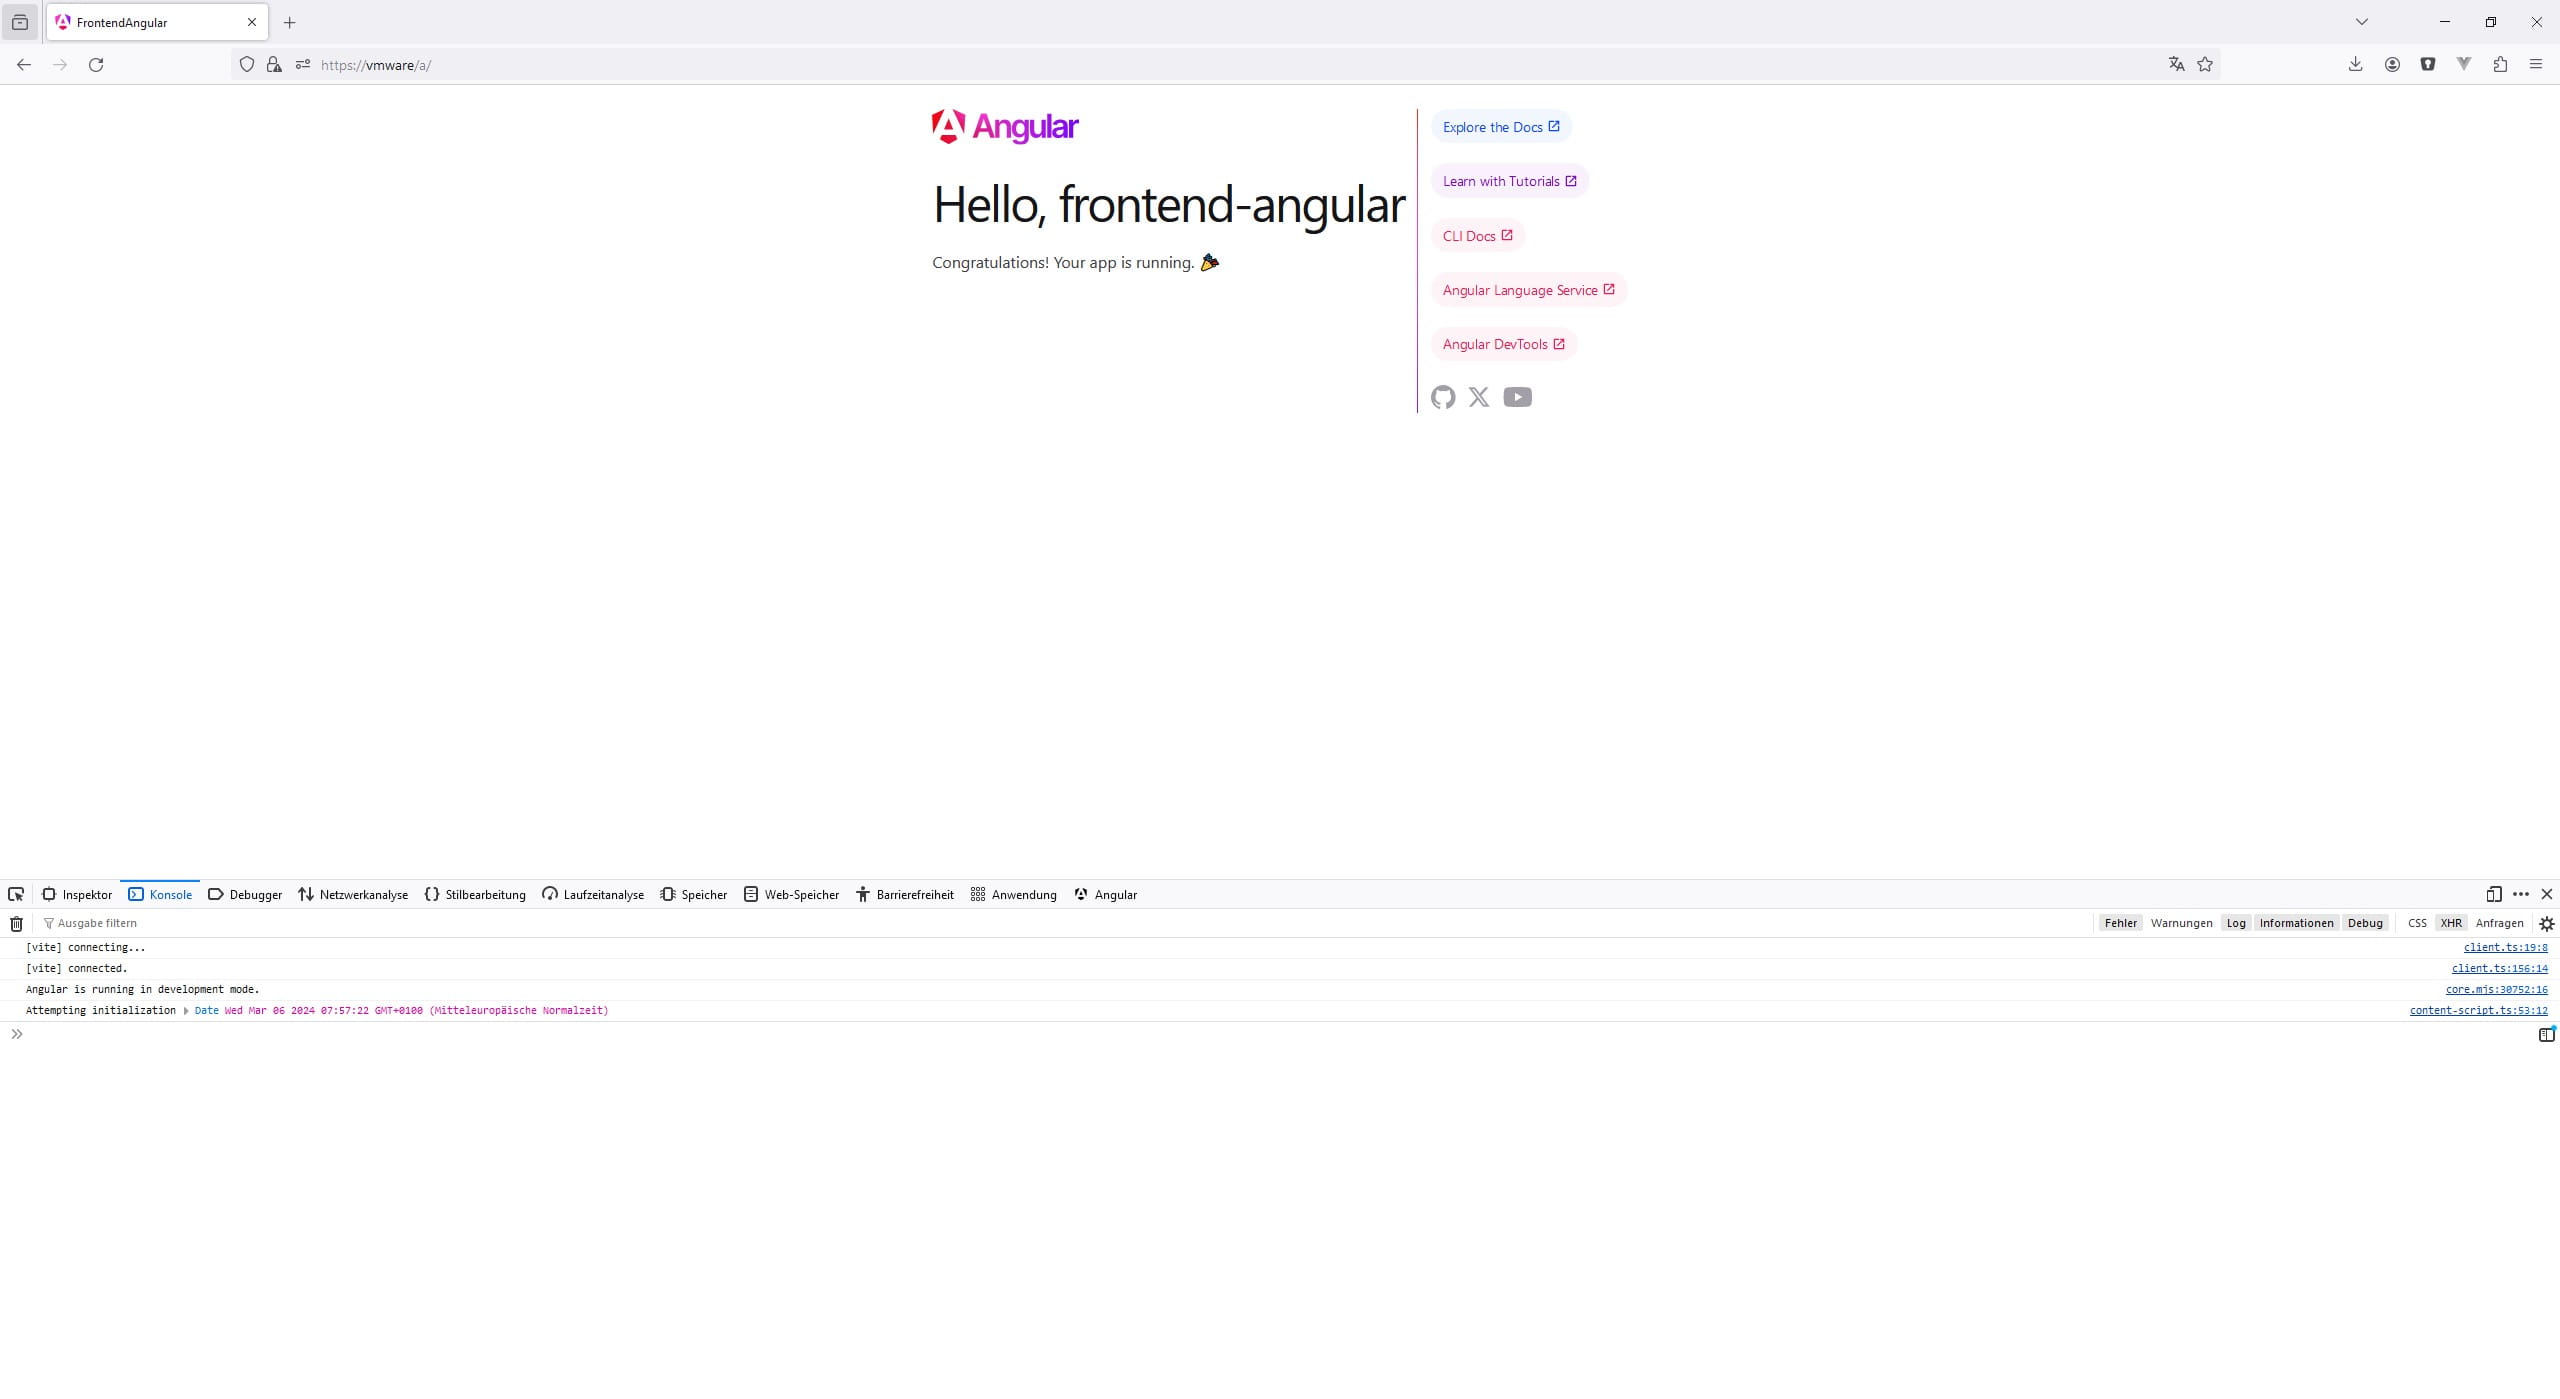 FrontendAngular
https://vmware/a/
Angular
Hello, frontend-angular
Congratulations! Your app is running. 🎉
Explore the Docs
Learn with Tutorials
CLI Docs
Angular Language Service
Angular DevTools
Inspektor Konsole Debugger Netzwerkanalyse Stilbearbeitung Laufzeitanalyse Speicher Web-Speicher Barrierefreiheit Anwendung Angular
Ausgabe filtern Fehler Warnungen Log Informationen Debug CSS XHR Anfragen
[vite] connecting... client.ts:19:8
[vite] connected. client.ts:156:14
Angular is running in development mode. core.mjs:30752:16
Attempting initialization Date Wed Mar 06 2024 07:57:22 GMT+0100 (Mitteleuropäische Normalzeit) content-script.ts:53:12